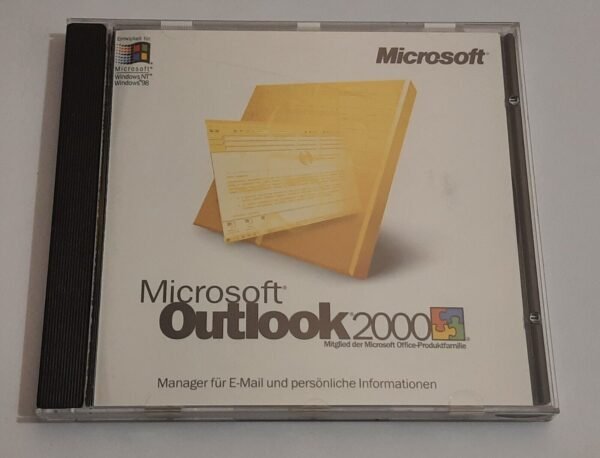 Entwickelt für
Microsoft®
Windows NT®
Windows®98
Microsoft®
Microsoft®
Outlook®2000
Mitglied der Microsoft Office-Produktfamilie
Manager für E-Mail und persönliche Informationen